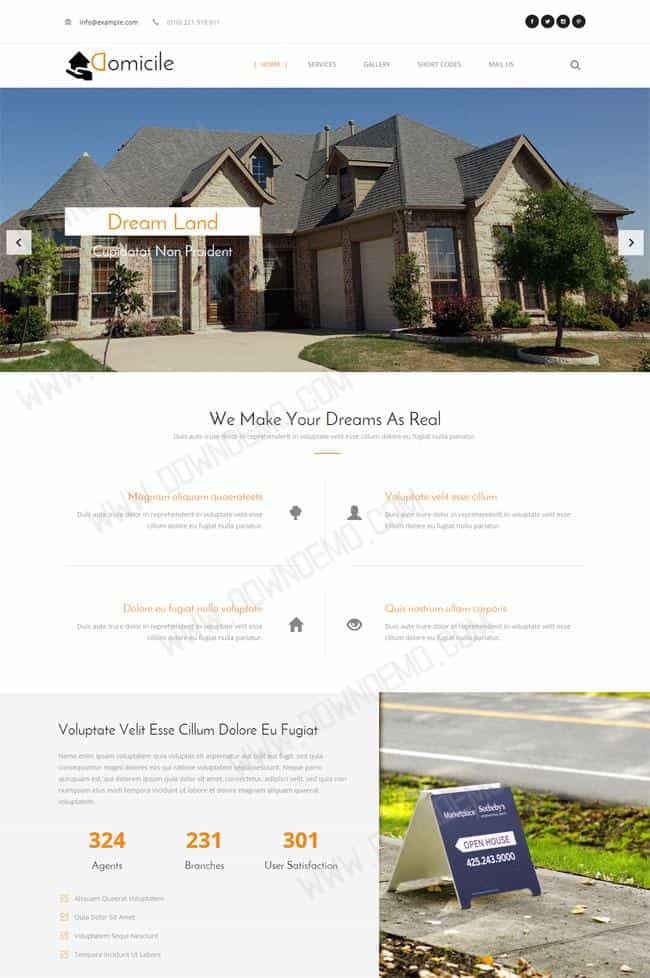 info@example.com
(010) 221 918 811
Domicile
[ HOME ]
SERVICES
GALLERY
SHORT CODES
MAIL US
Dream Land
Cupidatat Non Proident
We Make Your Dreams As Real
Duis aute irure dolor in reprehenderit in voluptate velit esse cillum dolore eu fugiat nulla pariatur.
Magnam aliquam quaerateets
Duis aute irure dolor in reprehenderit in voluptate velit esse
cillum dolore eu fugiat nulla pariatur.
Voluptate velit esse cillum
Duis aute irure dolor in reprehenderit in voluptate velit esse
cillum dolore eu fugiat nulla pariatur.
Dolore eu fugiat nulla voluptate
Duis aute irure dolor in reprehenderit in voluptate velit esse
cillum dolore eu fugiat nulla pariatur.
Quis nostrum ullam corporis
Duis aute irure dolor in reprehenderit in voluptate velit esse
cillum dolore eu fugiat nulla pariatur.
Voluptate Velit Esse Cillum Dolore Eu Fugiat
Nemo enim ipsam voluptatem quia voluptas sit aspernatur aut odit aut fugit, sed quia
consequuntur magni dolores eos qui ratione voluptatem sequi nesciunt. Neque porro
quisquam est, qui dolorem ipsum quia dolor sit amet, consectetur, adipisci velit, sed quia non
numquam eius modi tempora incidunt ut labore et dolore magnam aliquam quaerat
voluptatem.
324
231
301
Agents
Branches
User Satisfaction
Aliquam Quaerat Voluptatem
Quia Dolor Sit Amet
Voluptatem Sequi Nesciunt
Tempora Incidunt Ut Labore
Marketplace
Sotheby's
OPEN HOUSE
425.243.9000
WWW.DOWNDEMO.COM
WWW.DOWNDEMO.COM
WWW.DOWNDEMO.COM
WWW.DOWNDEMO.COM